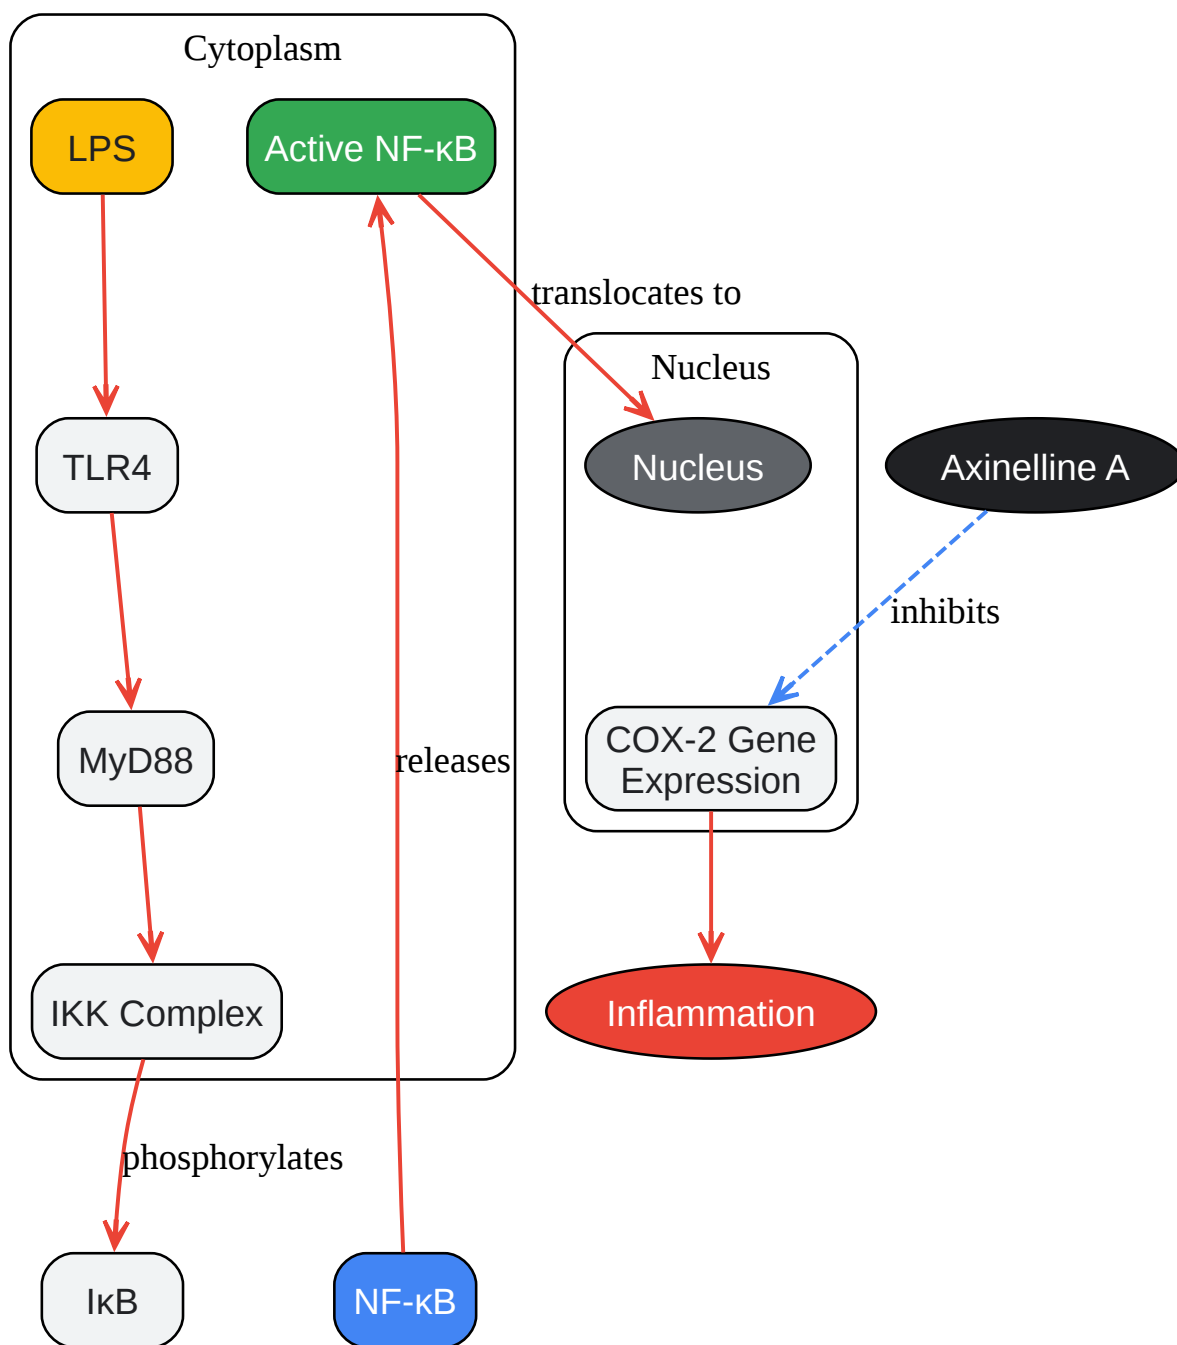 Cytoplasm
LPS
Active NF-κB
translocates to
Nucleus
TLR4
Nucleus
Axinelline A
inhibits
MyD88
releases
COX-2 Gene
Expression
IKK Complex
Inflammation
phosphorylates
IκB
NF-κB